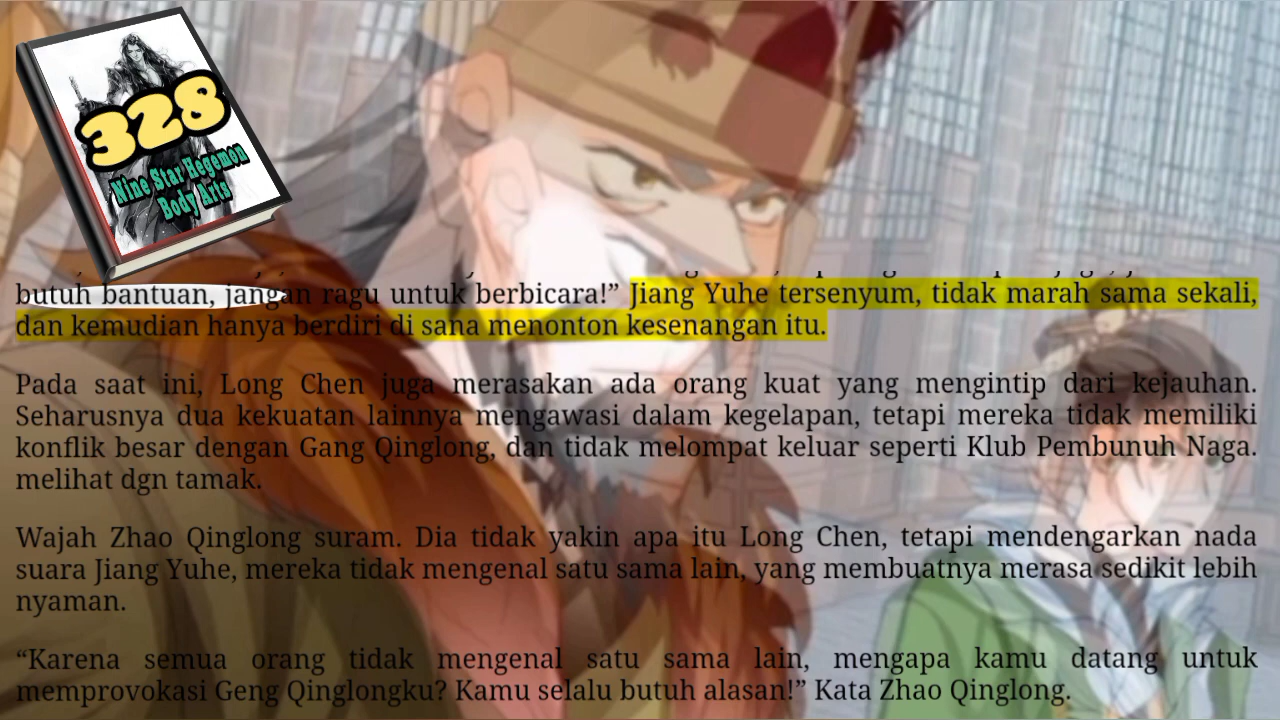 328
Nine Star Hegemon
Body Arts
butuh bantuan, jangan ragu untuk berbicara!” Jiang Yuhe tersenyum, tidak marah sama sekali,
dan kemudian hanya berdiri di sana menonton kesenangan itu.
Pada saat ini, Long Chen juga merasakan ada orang kuat yang mengintip dari kejauhan.
Seharusnya dua kekuatan lainnya mengawasi dalam kegelapan, tetapi mereka tidak memiliki
konflik besar dengan Gang Qinglong, dan tidak melompat keluar seperti Klub Pembunuh Naga.
melihat dgn tamak.
Wajah Zhao Qinglong suram. Dia tidak yakin apa itu Long Chen, tetapi mendengarkan nada
suara Jiang Yuhe, mereka tidak mengenal satu sama lain, yang membuatnya merasa sedikit lebih
nyaman.
“Karena semua orang tidak mengenal satu sama lain, mengapa kamu datang untuk
memprovokasi Geng Qinglongku? Kamu selalu butuh alasan!” Kata Zhao Qinglong.